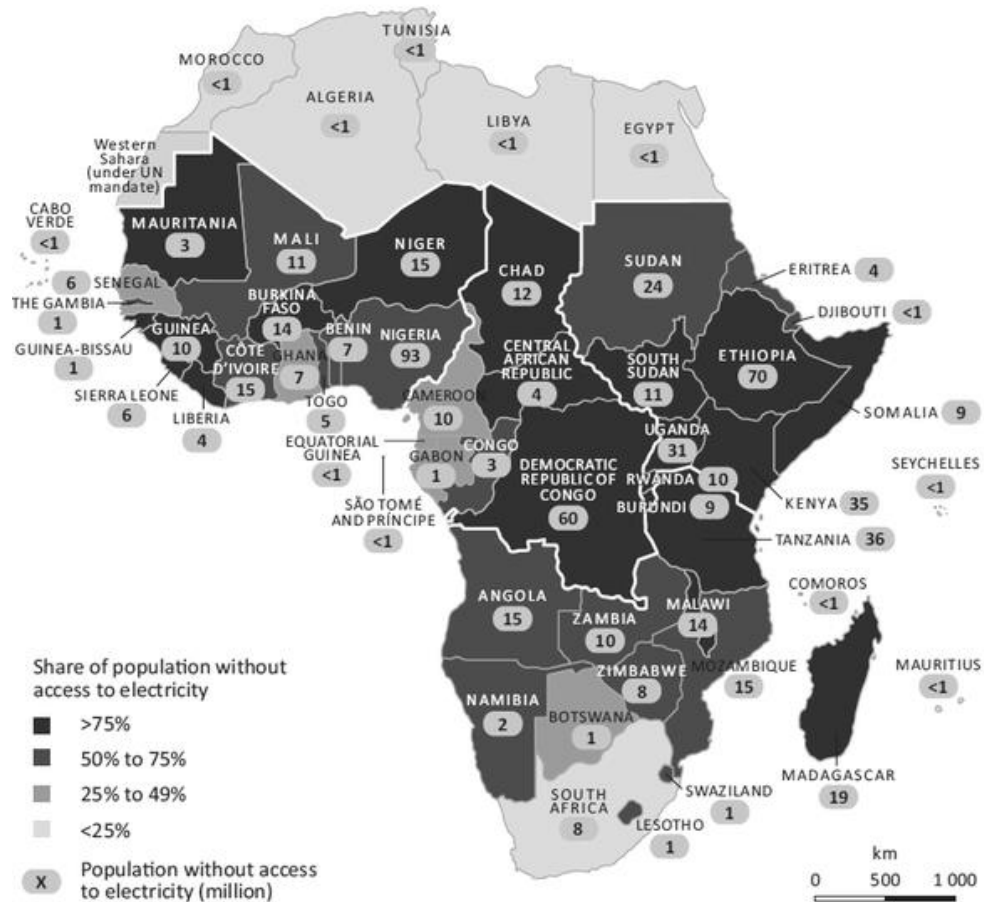 TUNISIA
<1
MOROCCO
<1
ALGERIA
<1
LIBYA
<1
EGYPT
<1
Western
Sahara
(under UN
mandate)
CABO
VERDE
<1
MAURITANIA
3
MALI
11
NIGER
15
CHAD
12
SUDAN
24
ERITREA 4
DJIBOUTI <1
6 SENEGAL
THE GAMBIA
1
GUINEA-BISSAU
1
GUINEA
10
SIERRA LEONE
6
LIBERIA
4
CÔTE
D'IVOIRE
15
BURKINA
FASO
14
GHANA
7
TOGO
5
BENIN
7
NIGERIA
93
CAMEROON
10
CENTRAL
AFRICAN
REPUBLIC
4
SOUTH
SUDAN
11
ETHIOPIA
70
SOMALIA 9
EQUATORIAL
GUINEA
<1
GABON
1
CONGO
3
SÃO TOMÉ
AND PRÍNCIPE
<1
DEMOCRATIC
REPUBLIC OF
CONGO
60
UGANDA
31
RWANDA 10
BURUNDI 9
KENYA 35
SEYCHELLES
<1
TANZANIA 36
COMOROS
<1
ANGOLA
15
ZAMBIA
10
MALAWI
14
MOZAMBIQUE
15
ZIMBABWE
8
NAMIBIA
2
BOTSWANA
1
MAURITIUS
<1
MADAGASCAR
19
SOUTH
AFRICA
8
SWAZILAND
1
LESOTHO
1
Share of population without
access to electricity
>75%
50% to 75%
25% to 49%
<25%
X Population without access
to electricity (million)
km
0 500 1 000